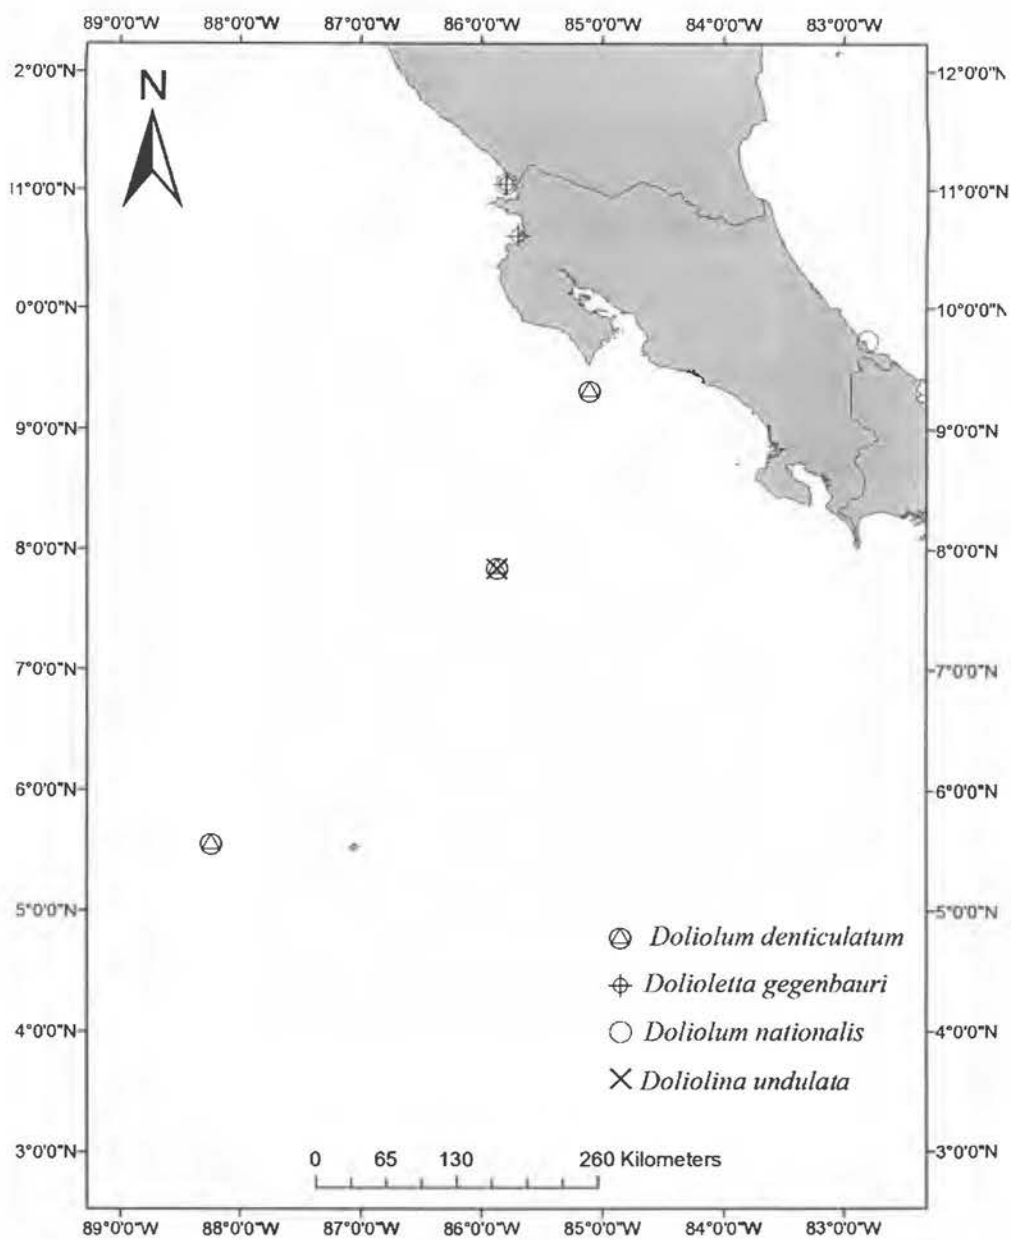 89°0'0"W 88°0'0"W 87°0'0"W 86°0'0"W 85°0'0"W 84°0'0"W 83°0'0"W
N
2°0'0"N 12°0'0"N
11°0'0"N 11°0'0"N
0°0'0"N 10°0'0"N
9°0'0"N 9°0'0"N
8°0'0"N 8°0'0"N
7°0'0"N 7°0'0"N
6°0'0"N 6°0'0"N
5°0'0"N 5°0'0"N
Doliolum denticulatum
Dolioletta gegenbauri
4°0'0"N 4°0'0"N
Doliolum nationalis
Doliolina undulata
3°0'0"N 3°0'0"N
0 65 130 260 Kilometers
89°0'0"W 88°0'0"W 87°0'0"W 86°0'0"W 85°0'0"W 84°0'0"W 83°0'0"W